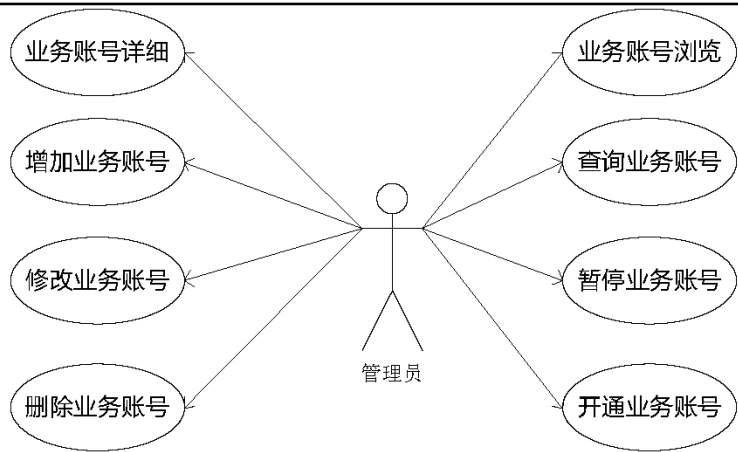 业务账号详细
业务账号浏览
增加业务账号
查询业务账号
修改业务账号
暂停业务账号
管理员
删除业务账号
开通业务账号